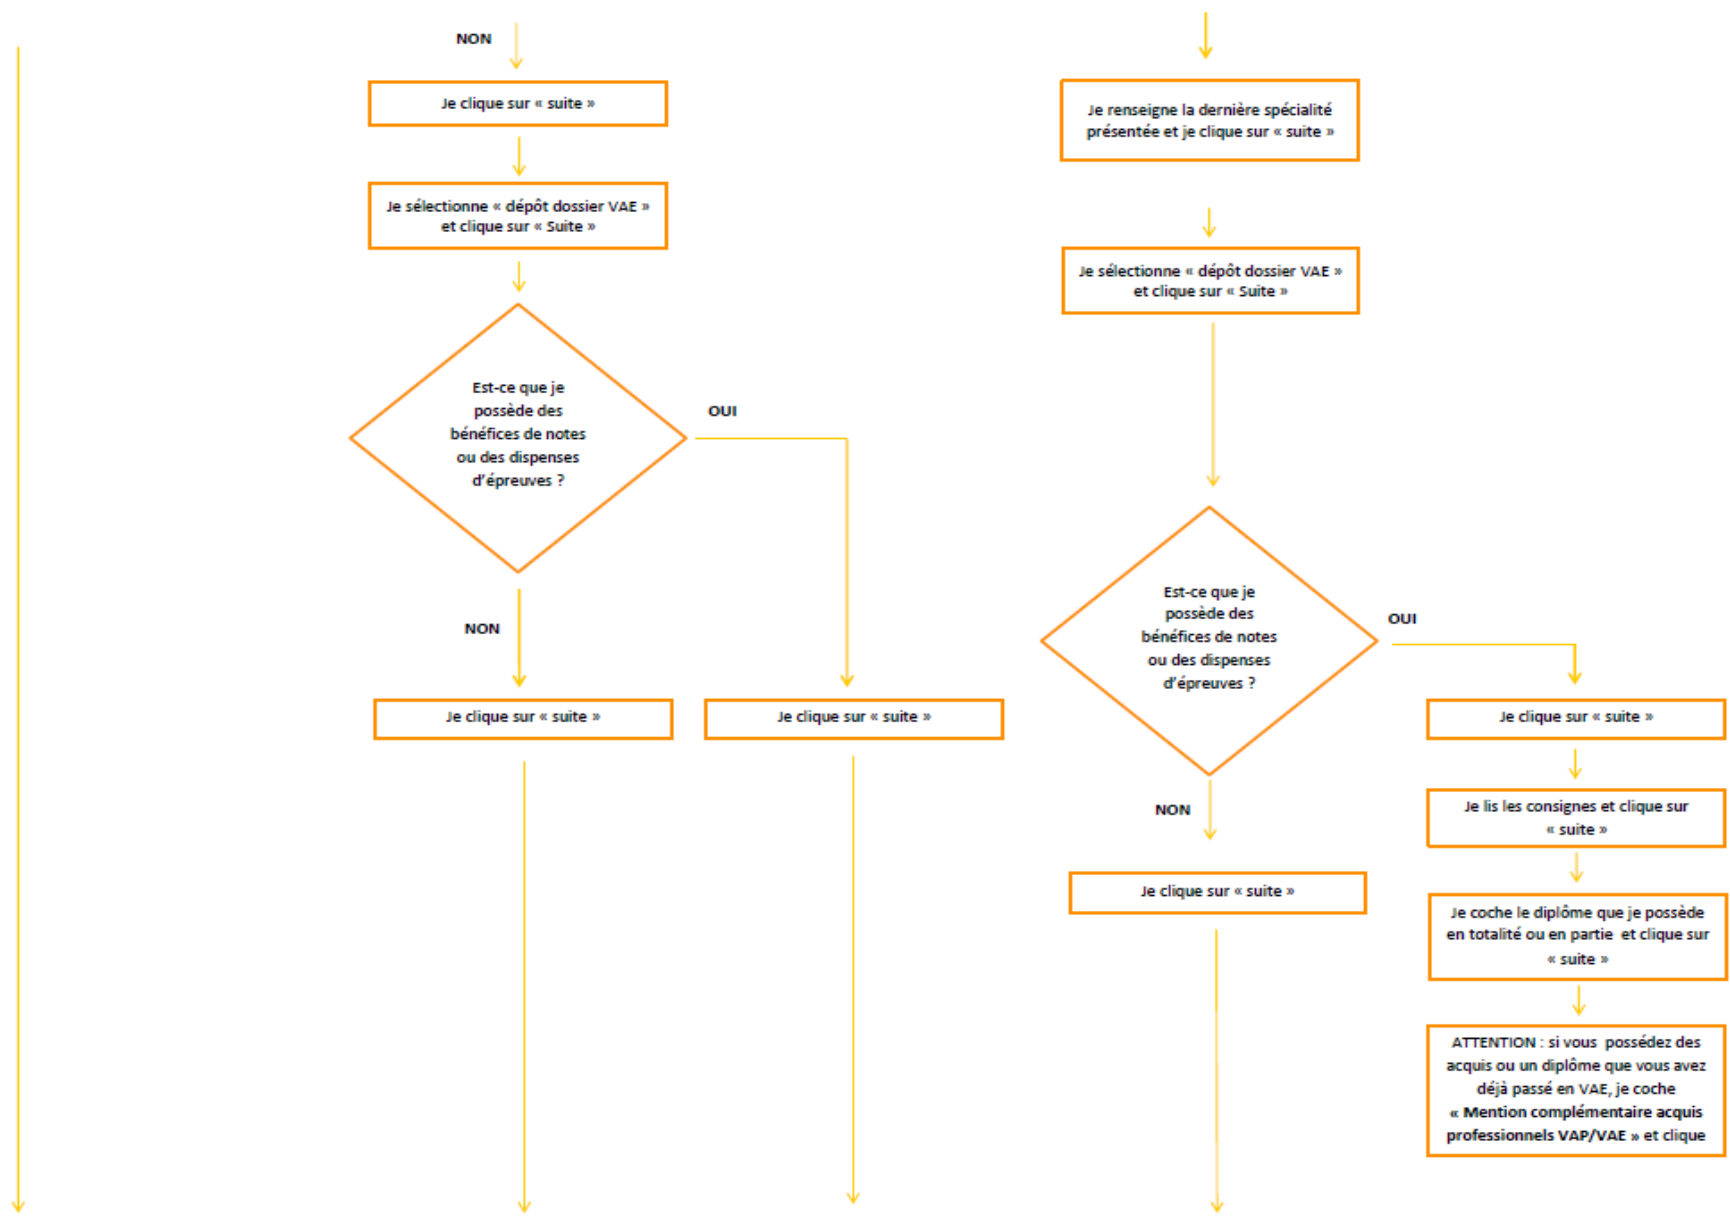 NON
Je clique sur « suite »
Je sélectionne « dépôt dossier VAE »
et clique sur « Suite »
Est-ce que je
possède des
bénéfices de notes
ou des dispenses
d'épreuves ?
OUI
NON
Je clique sur « suite »
Je clique sur « suite »
Je renseigne la dernière spécialité
présentée et je clique sur « suite »
Je sélectionne « dépôt dossier VAE »
et clique sur « Suite »
Est-ce que je
possède des
bénéfices de notes
ou des dispenses
d'épreuves ?
OUI
NON
Je clique sur « suite »
Je clique sur « suite »
Je lis les consignes et clique sur
« suite »
Je coche le diplôme que je possède
en totalité ou en partie et clique sur
« suite »
ATTENTION : si vous possédez des
acquis ou un diplôme que vous avez
déjà passé en VAE, je coche
« Mention complémentaire acquis
professionnels VAP/VAE » et clique